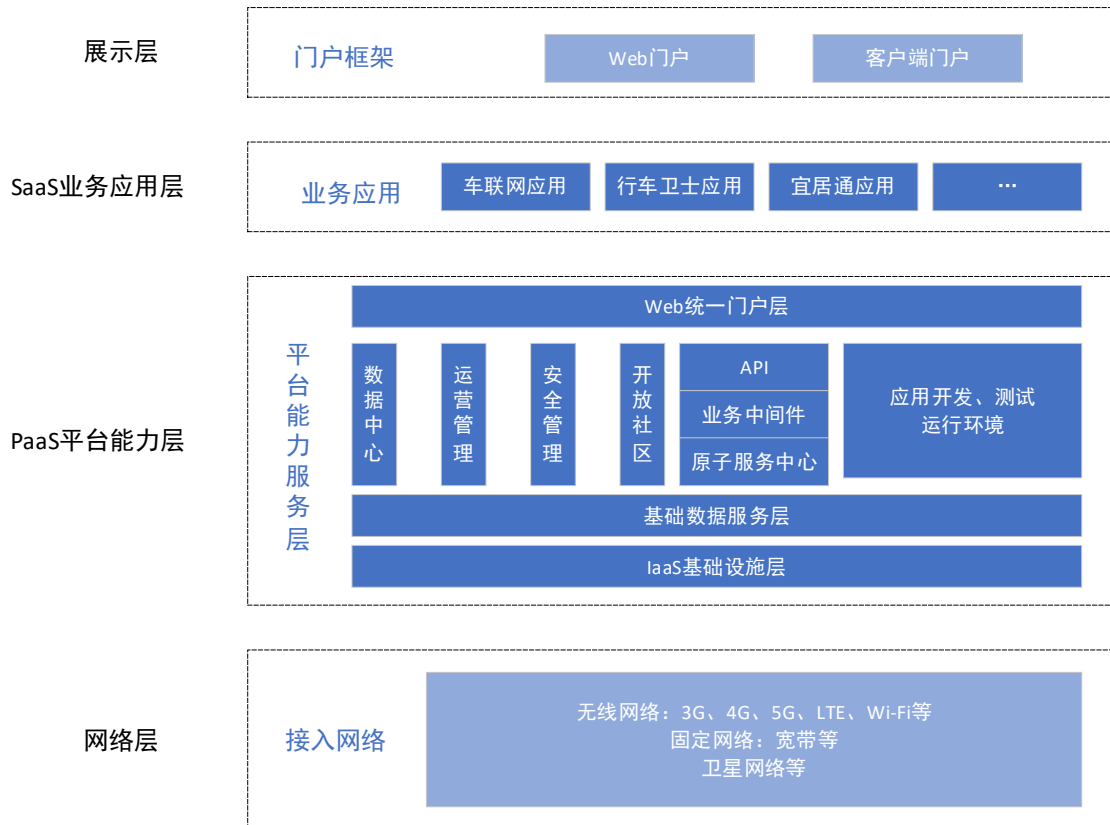 展示层
门户框架
Web门户
客户端门户
SaaS业务应用层
业务应用
车联网应用
行车卫士应用
宜居通应用
···
PaaS平台能力层
平台能力服务层
Web统一门户层
数据中心
运营管理
安全管理
开放社区
API
业务中间件
原子服务中心
应用开发、测试
运行环境
基础数据服务层
IaaS基础设施层
网络层
接入网络
无线网络：3G、4G、5G、LTE、Wi-Fi等
固定网络：宽带等
卫星网络等